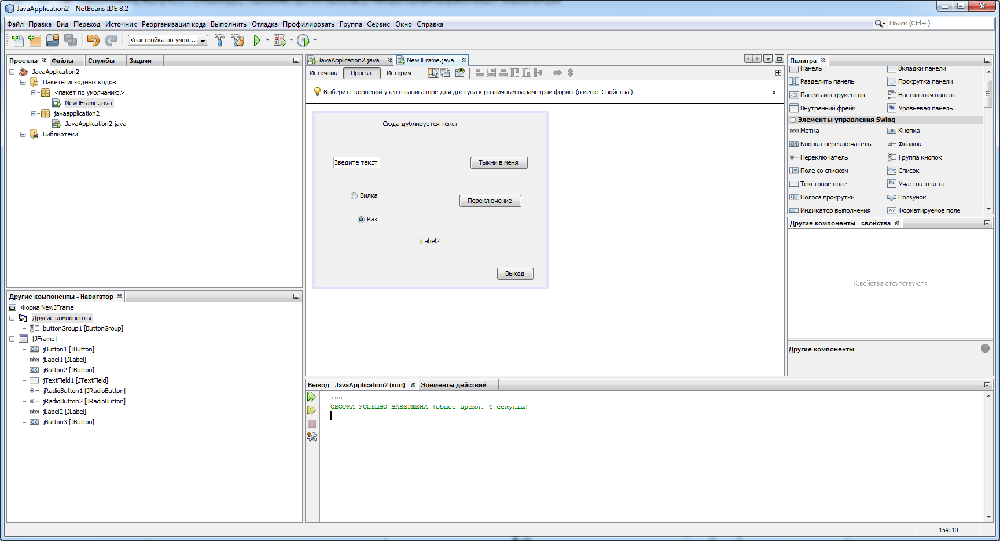 JavaApplication2 - NetBeans IDE 8.2
Файл Правка Вид Переход Источник Реорганизация кода Выполнить Отладка Профилировать Группа Сервис Окно Справка
Поиск (Ctrl+I)
<настройка по умол...
Проекты Файлы Службы Задачи
JavaApplication2
Пакеты исходных кодов
<пакет по умолчанию>
NewJFrame.java
javaapplication2
JavaApplication2.java
Библиотеки
Другие компоненты - Навигатор
Форма NewJFrame
Другие компоненты
buttonGroup1 [ButtonGroup]
[JFrame]
jButton1 [JButton]
jLabel1 [JLabel]
jButton2 [JButton]
jTextField1 [JTextField]
jRadioButton1 [JRadioButton]
jRadioButton2 [JRadioButton]
jLabel2 [JLabel]
jButton3 [JButton]
JavaApplication2.java NewJFrame.java
Источник Проект История
Выберите корневой узел в навигаторе для доступа к различным параметрам формы (в меню 'Свойства'). x
Сюда дублируется текст
Введите текст Тыкни в меня
Вилка Переключение
Раз
jLabel2
Выход
Вывод - JavaApplication2 (run) Элементы действий
run:
СБОРКА УСПЕШНО ЗАВЕРШЕНА (общее время: 4 секунды)
Палитра
Панель Вкладки панели
Разделить панель Прокрутка панели
Панель инструментов Настольная панель
Внутренний фрейм Уровневая панель
Элементы управления Swing
label Метка OK Кнопка
ON Кнопка-переключатель Флажок
Переключатель Группа кнопок
Поле со списком Список
Текстовое поле Участок текста
Полоса прокрутки Ползунок
Индикатор выполнения Форматируемое поле
Другие компоненты - свойства
<Свойства отсутствуют>
Другие компоненты
159:10